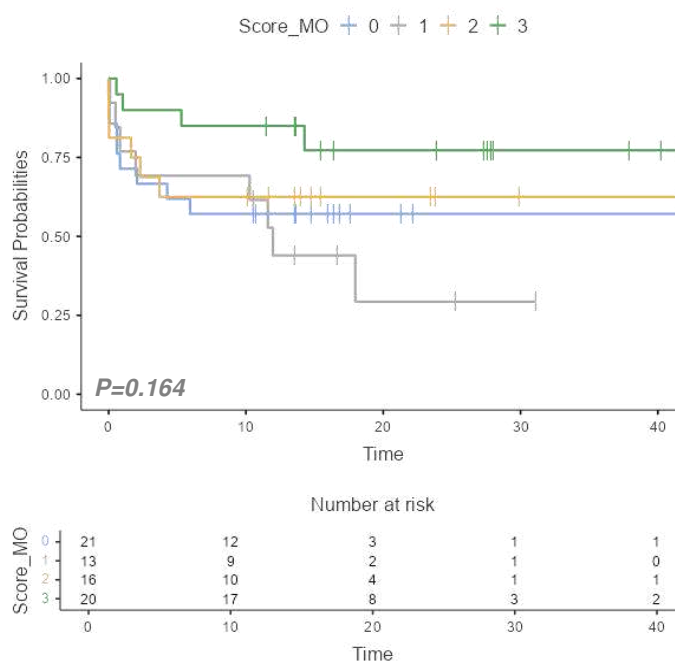 Score_MO 0 1 2 3
Survival Probabilities
1.00
0.75
0.50
0.25
0.00
P=0.164
0 10 20 30 40
Time
Number at risk
Score_MO
0 21 12 3 1 1
1 13 9 2 1 0
2 16 10 4 1 1
3 20 17 8 3 2
0 10 20 30 40
Time